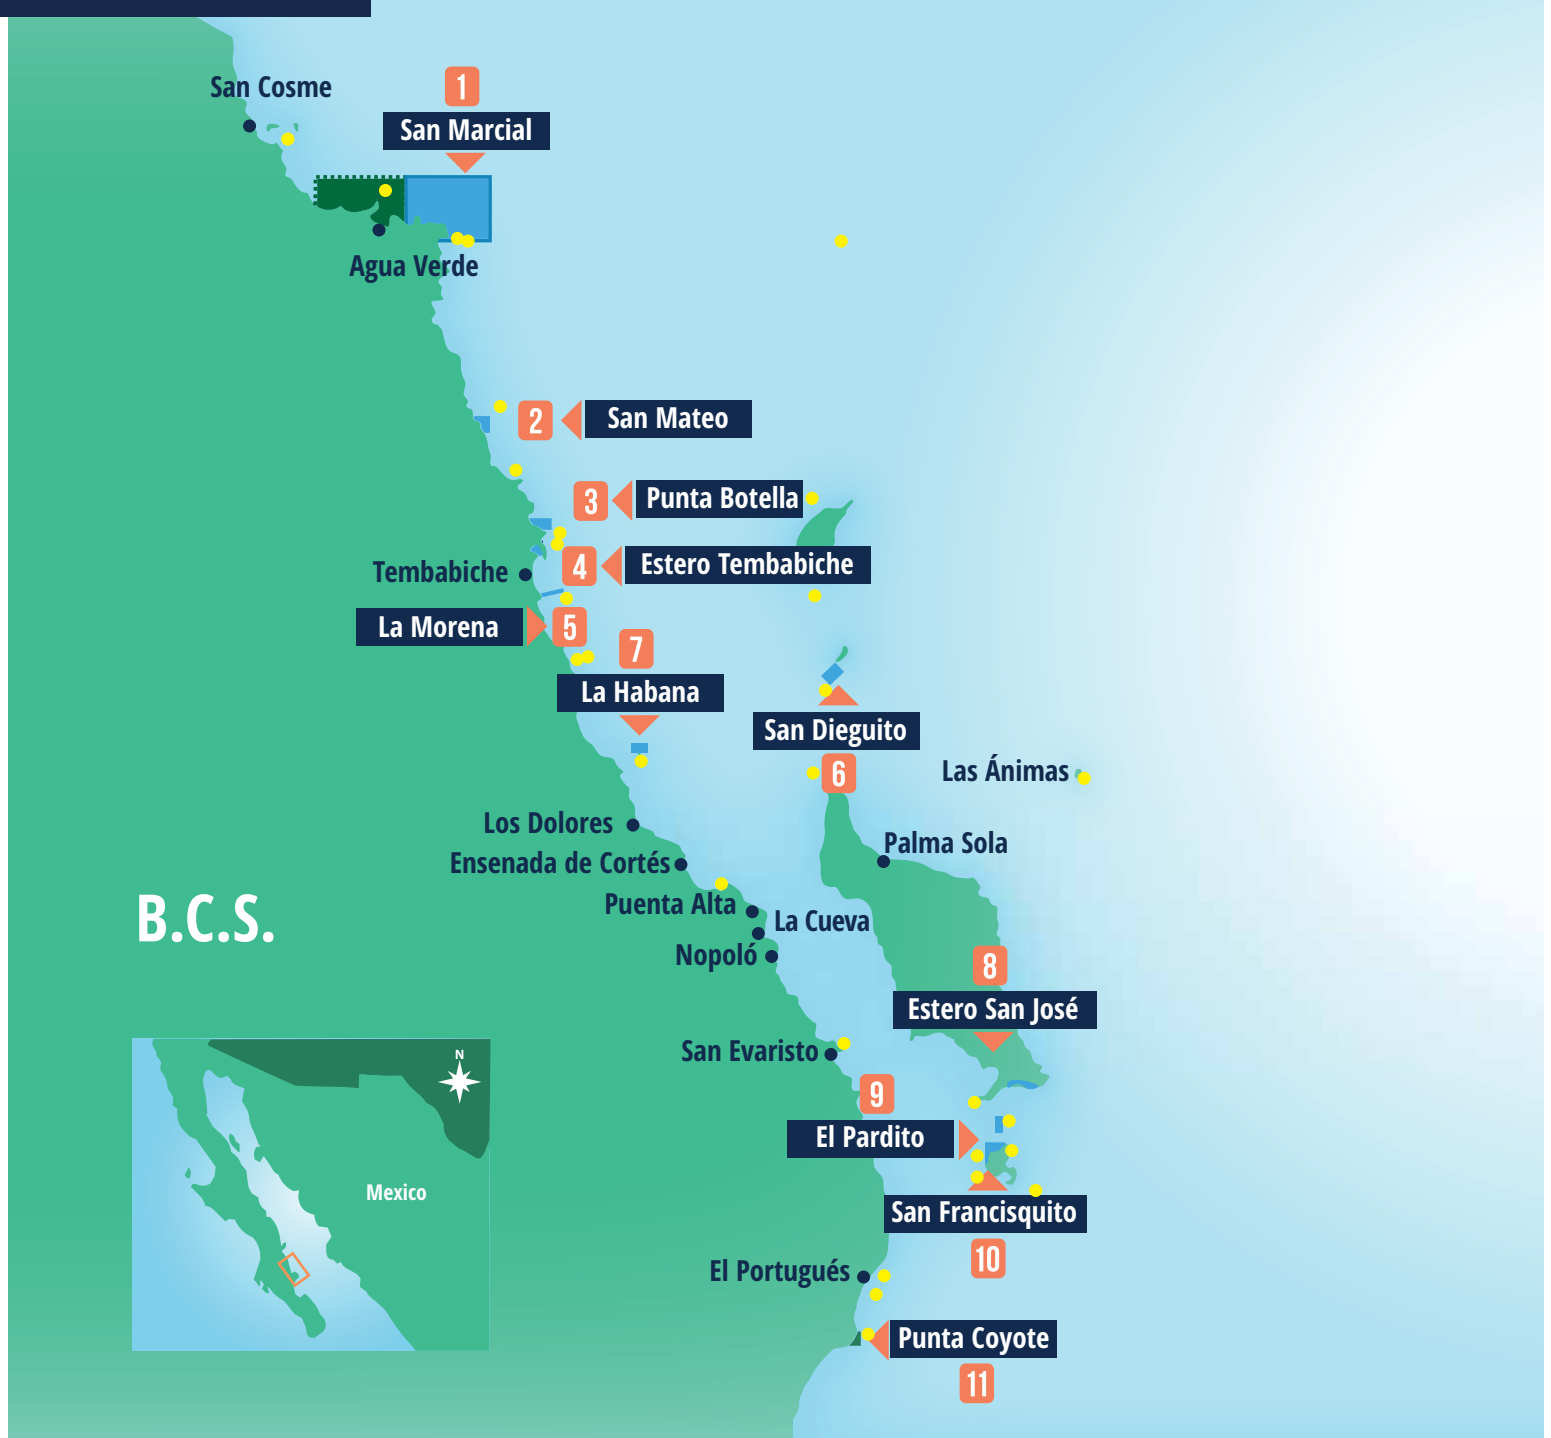 San Cosme
1
San Marcial
Agua Verde
2
San Mateo
3
Punta Botella
4
Estero Tembabiche
Tembabiche
La Morena
5
7
La Habana
San Dieguito
6
Las Ánimas
Los Dolores
Palma Sola
Ensenada de Cortés
Puenta Alta
La Cueva
B.C.S.
Nopoló
8
Estero San José
San Evaristo
N
9
El Pardito
Mexico
San Francisquito
10
El Portugués
Punta Coyote
11